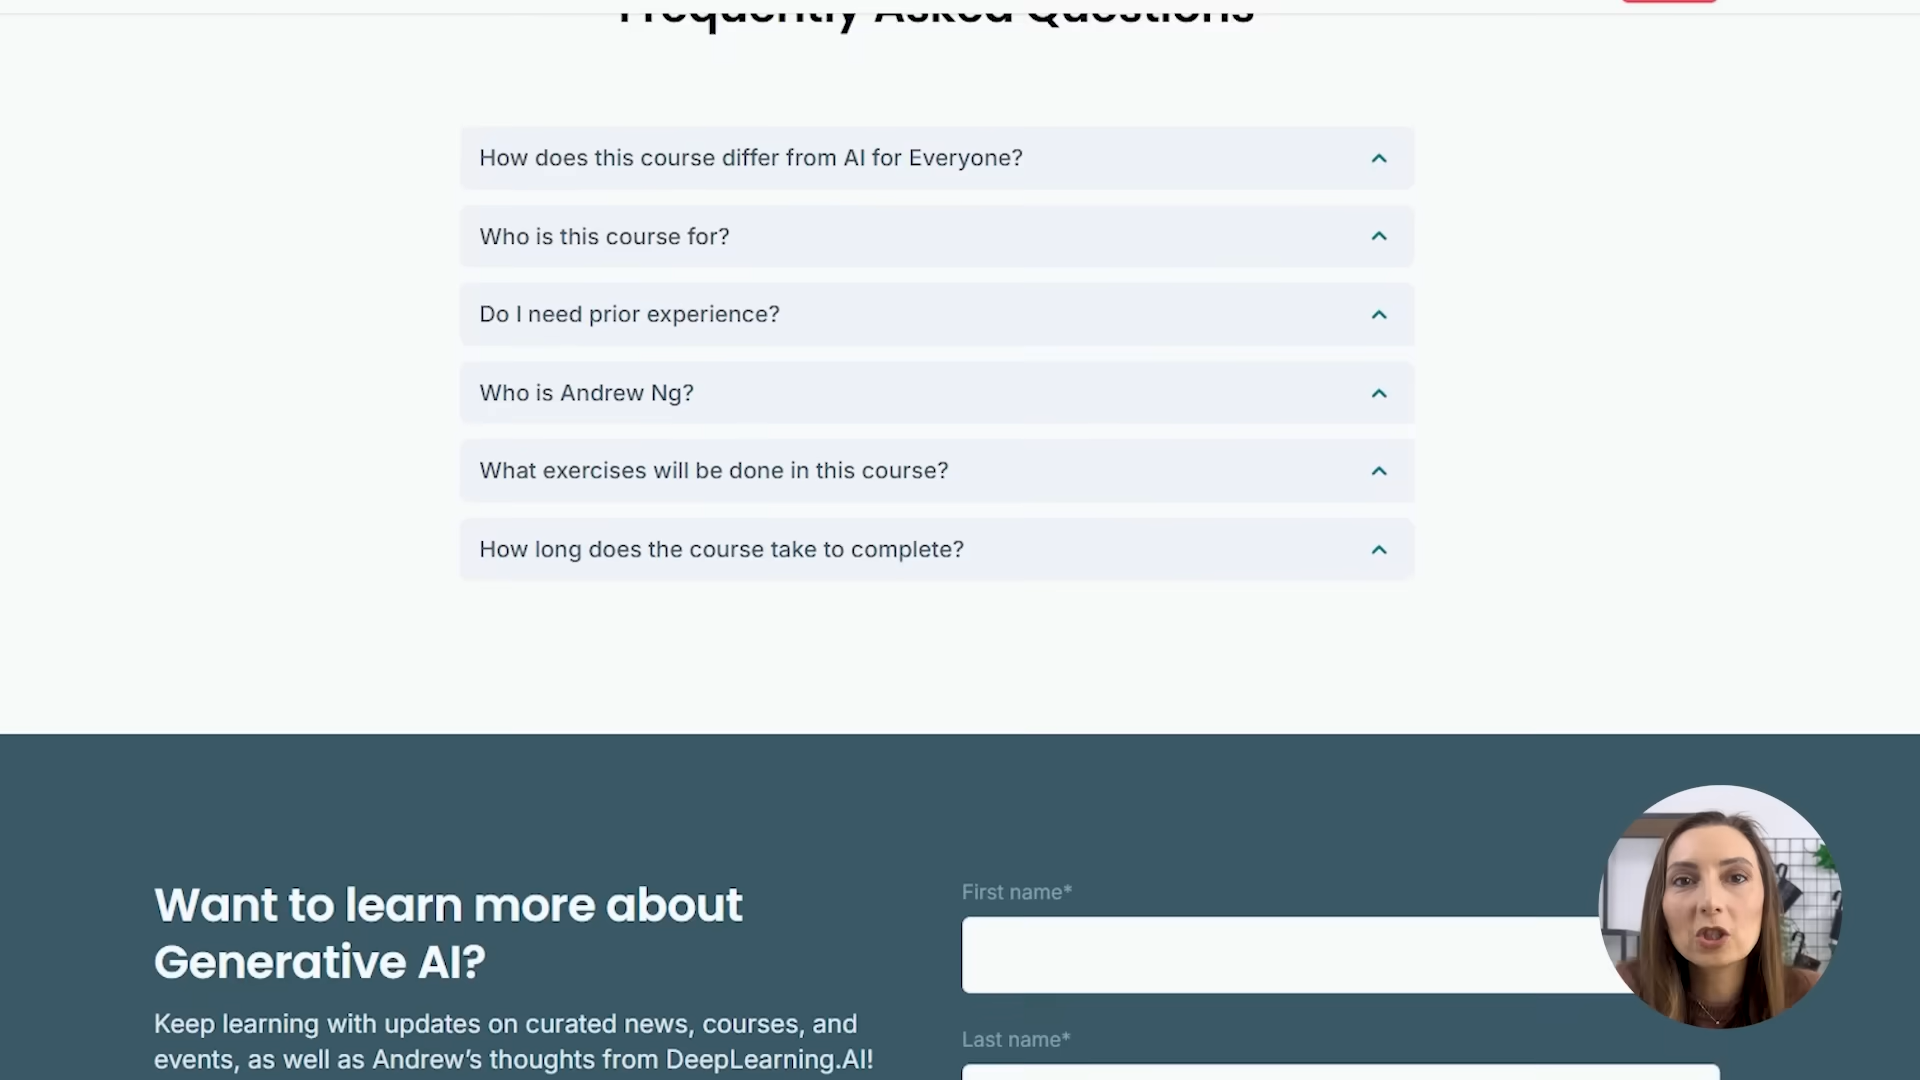 Frequently Asked Questions
How does this course differ from AI for Everyone?
Who is this course for?
Do I need prior experience?
Who is Andrew Ng?
What exercises will be done in this course?
How long does the course take to complete?
Want to learn more about
Generative AI?
Keep learning with updates on curated news, courses, and
events, as well as Andrew’s thoughts from DeepLearning.AI!
First name*
Last name*